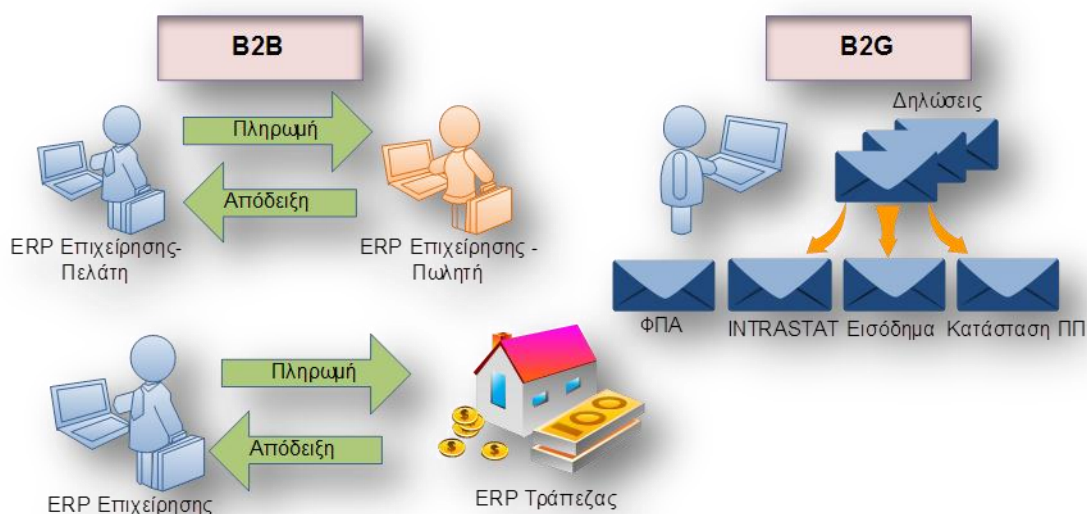 B2B
Πληρωμή
Απόδειξη
ERP Επιχείρησης-
Πελάτη
ERP Επιχείρησης -
Πωλητή
Πληρωμή
Απόδειξη
ERP Επιχείρησης
ERP Τράπεζας
100
B2G
Δηλώσεις
ΦΠΑ
INTRASTAT
Εισόδημα
Κατάσταση ΠΠ